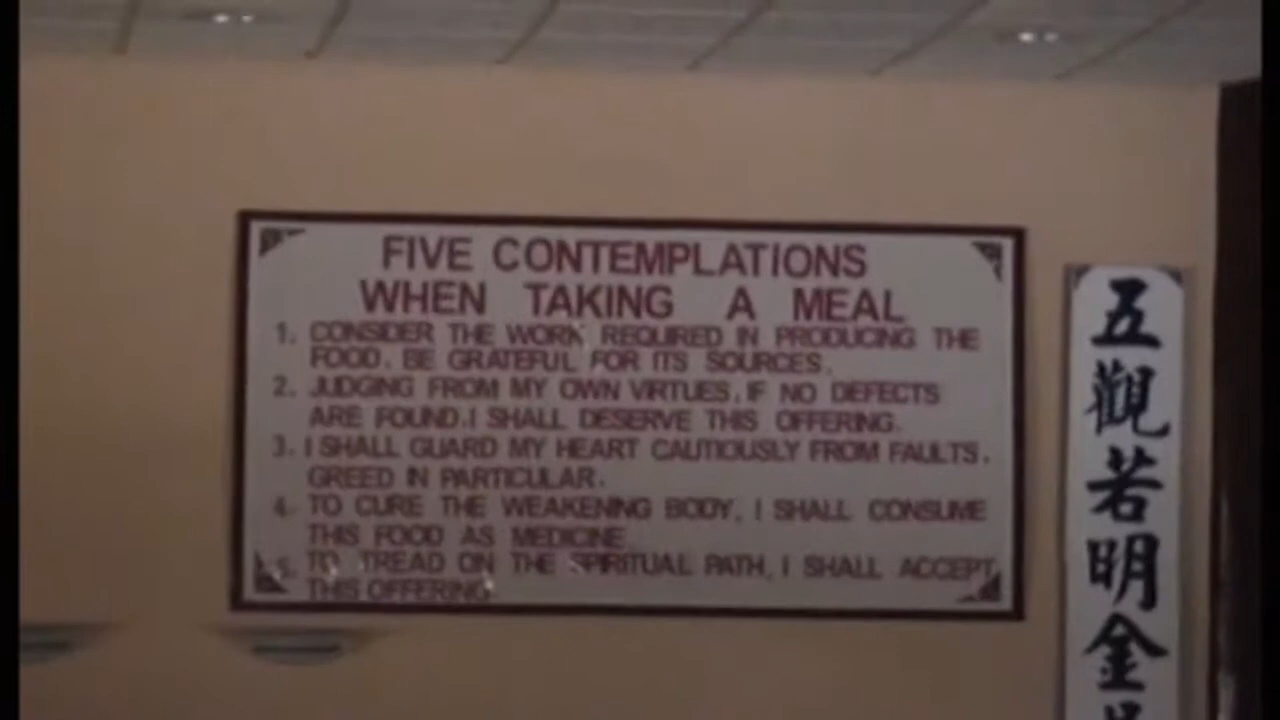 FIVE CONTEMPLATIONS
WHEN TAKING A MEAL
1. CONSIDER THE WORK REQUIRED IN PRODUCING THE
FOOD. BE GRATEFUL FOR ITS SOURCES.
2. JUDGING FROM MY OWN VIRTUES, IF NO DEFECTS
ARE FOUND. I SHALL DESERVE THIS OFFERING.
3. I SHALL GUARD MY HEART CAUTIOUSLY FROM FAULTS,
GREED IN PARTICULAR.
4. TO CURE THE WEAKENING BODY, I SHALL CONSUME
THIS FOOD AS MEDICINE
5. TO TREAD ON THE SPIRITUAL PATH, I SHALL ACCEPT
THIS OFFERING
五觀若明金